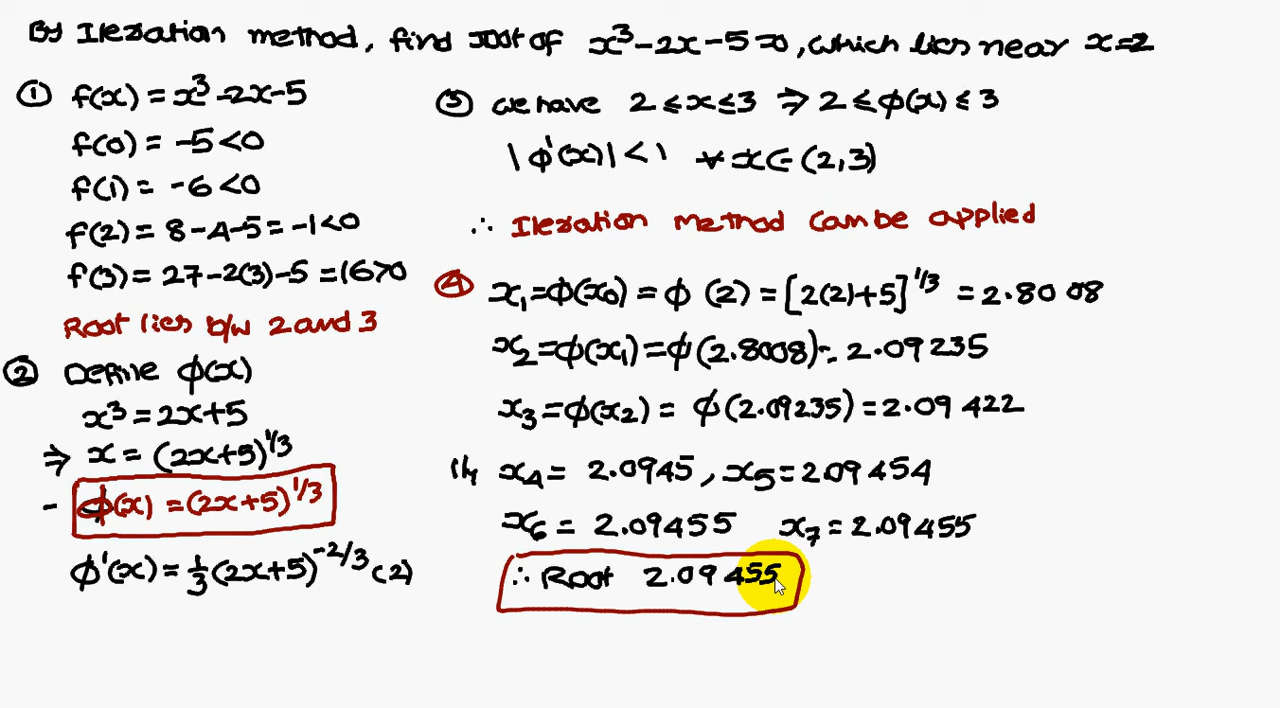 By Iteration method, find root of x³-2x-5=0, which lies near x=2
① f(x) = x³-2x-5
f(0) = -5<0
f(1) = -6<0
f(2) = 8-4-5=-1<0
f(3) = 27-2(3)-5=16>0
Root lies b/w 2 and 3
② Define ϕ(x)
x³=2x+5
⇒ x = (2x+5)^1/3
- ϕ(x) = (2x+5)^1/3
ϕ'(x) = 1/3 (2x+5)^-2/3 (2)
③ we have 2≤x≤3 ⇒ 2≤ϕ(x)≤3
|ϕ'(x)|<1 ∀ x∈(2,3)
∴ Iteration method can be applied
④ x₁=ϕ(x₀) = ϕ(2) = [2(2)+5]^1/3 = 2.8008
x₂=ϕ(x₁)=ϕ(2.8008)=2.09235
x₃=ϕ(x₂) = ϕ(2.09235)=2.09422
lly x₄= 2.0945, x₅=2.09454
x₆ = 2.09455 x₇=2.09455
∴ Root 2.09455